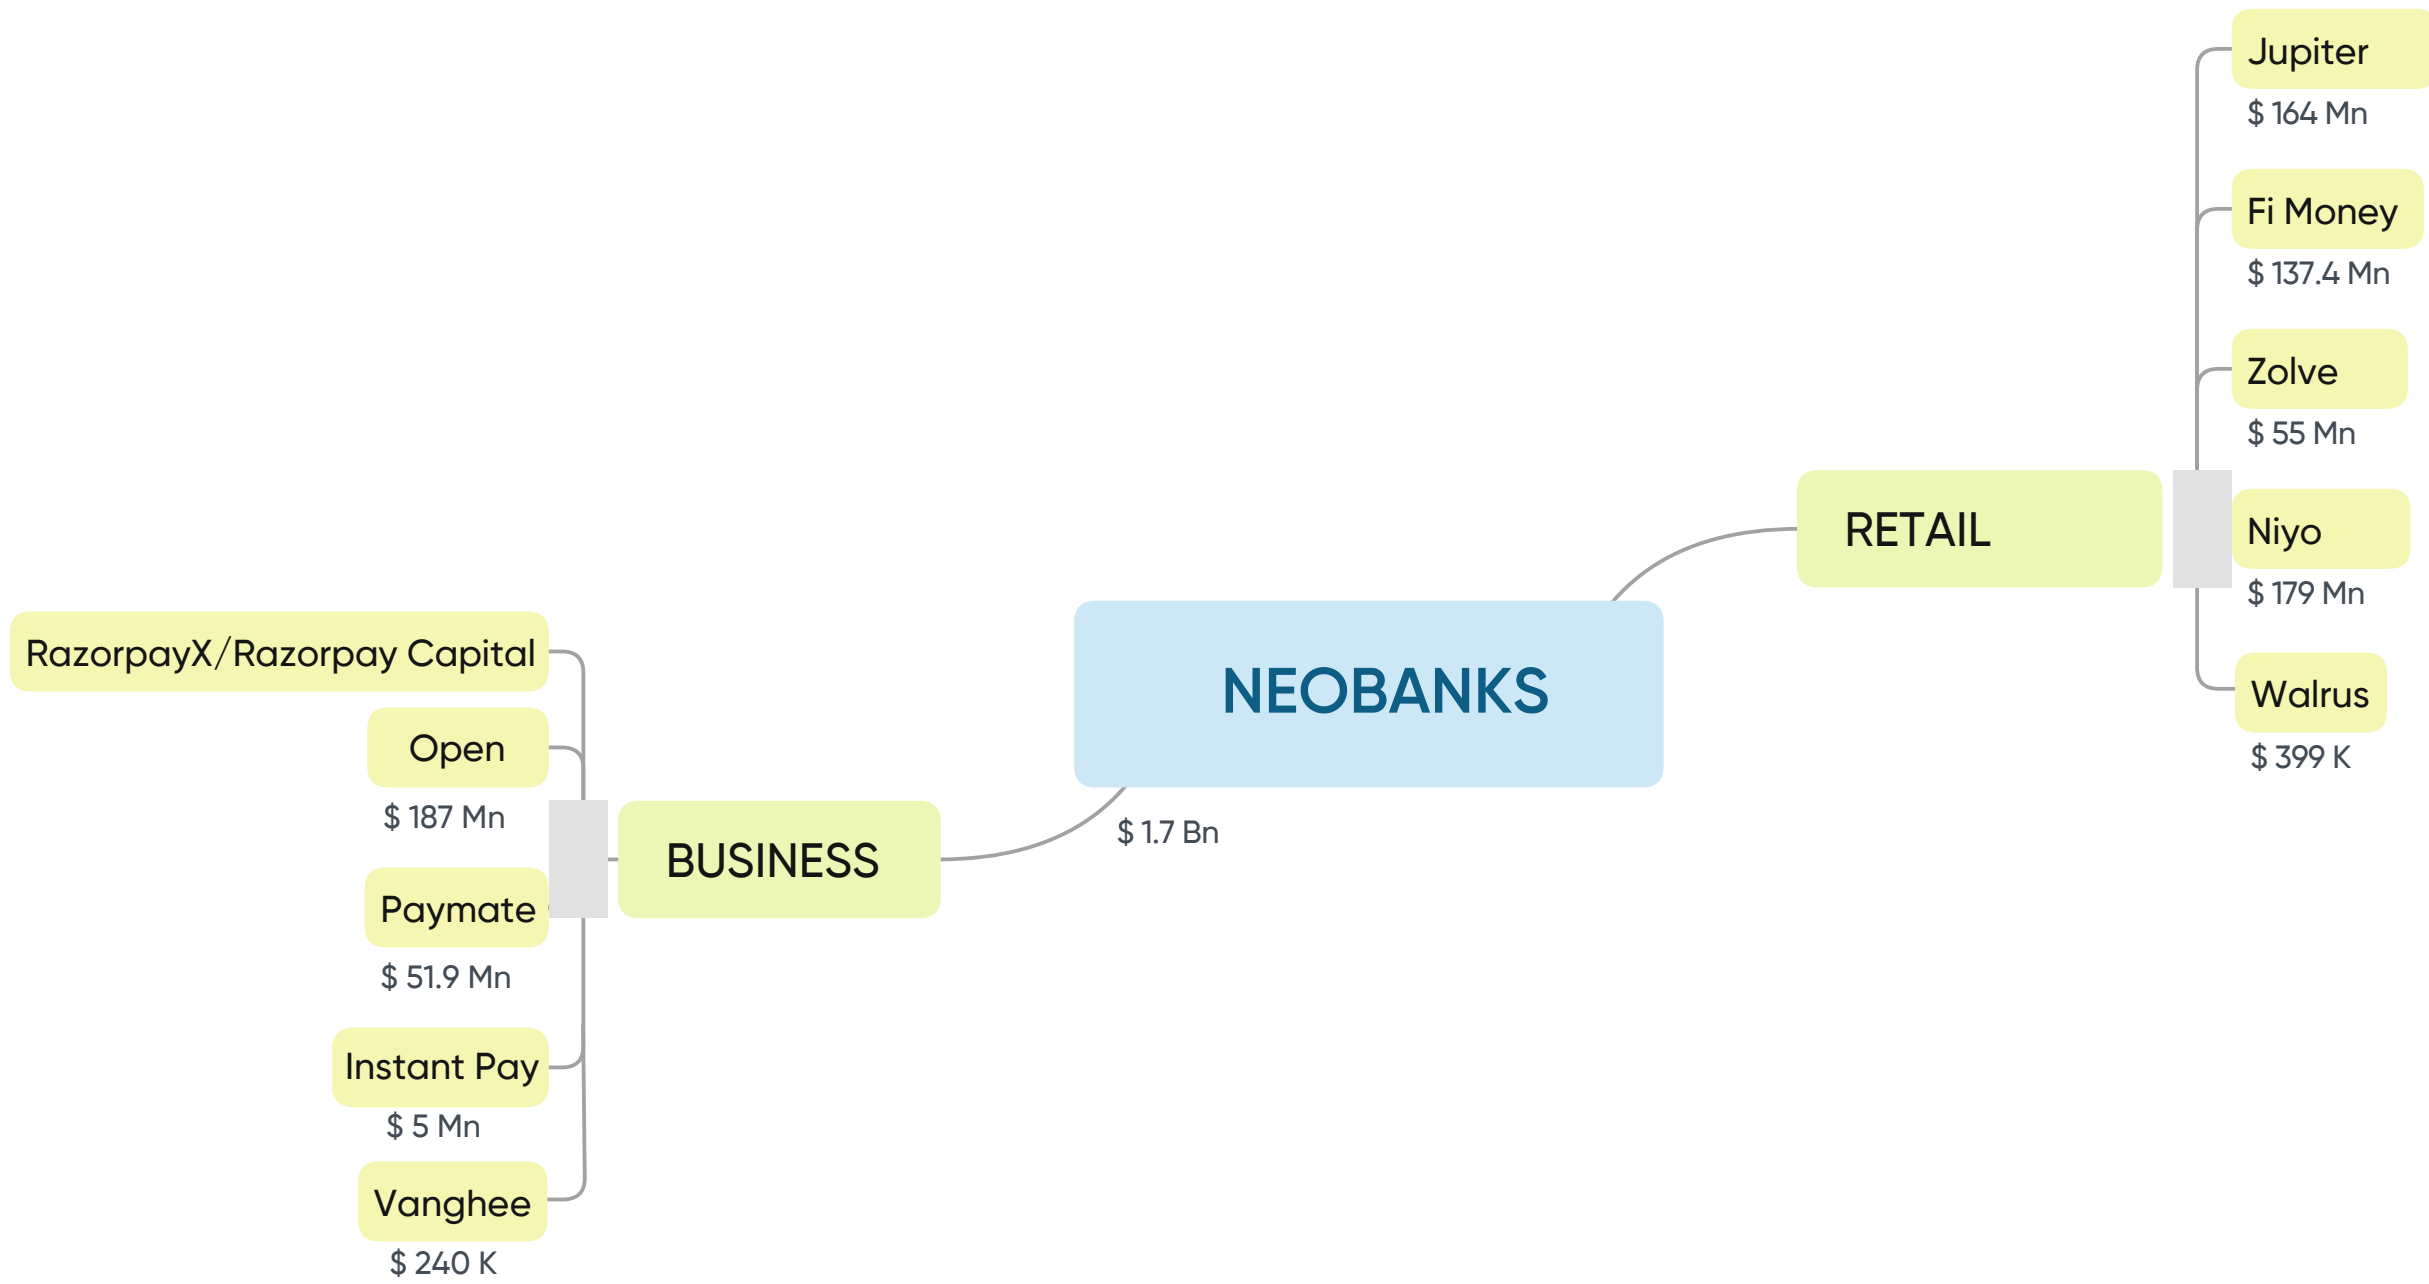 NEOBANKS
$ 1.7 Bn
RETAIL
Jupiter
$ 164 Mn
Fi Money
$ 137.4 Mn
Zolve
$ 55 Mn
Niyo
$ 179 Mn
Walrus
$ 399 K
BUSINESS
RazorpayX/Razorpay Capital
Open
$ 187 Mn
Paymate
$ 51.9 Mn
Instant Pay
$ 5 Mn
Vanghee
$ 240 K